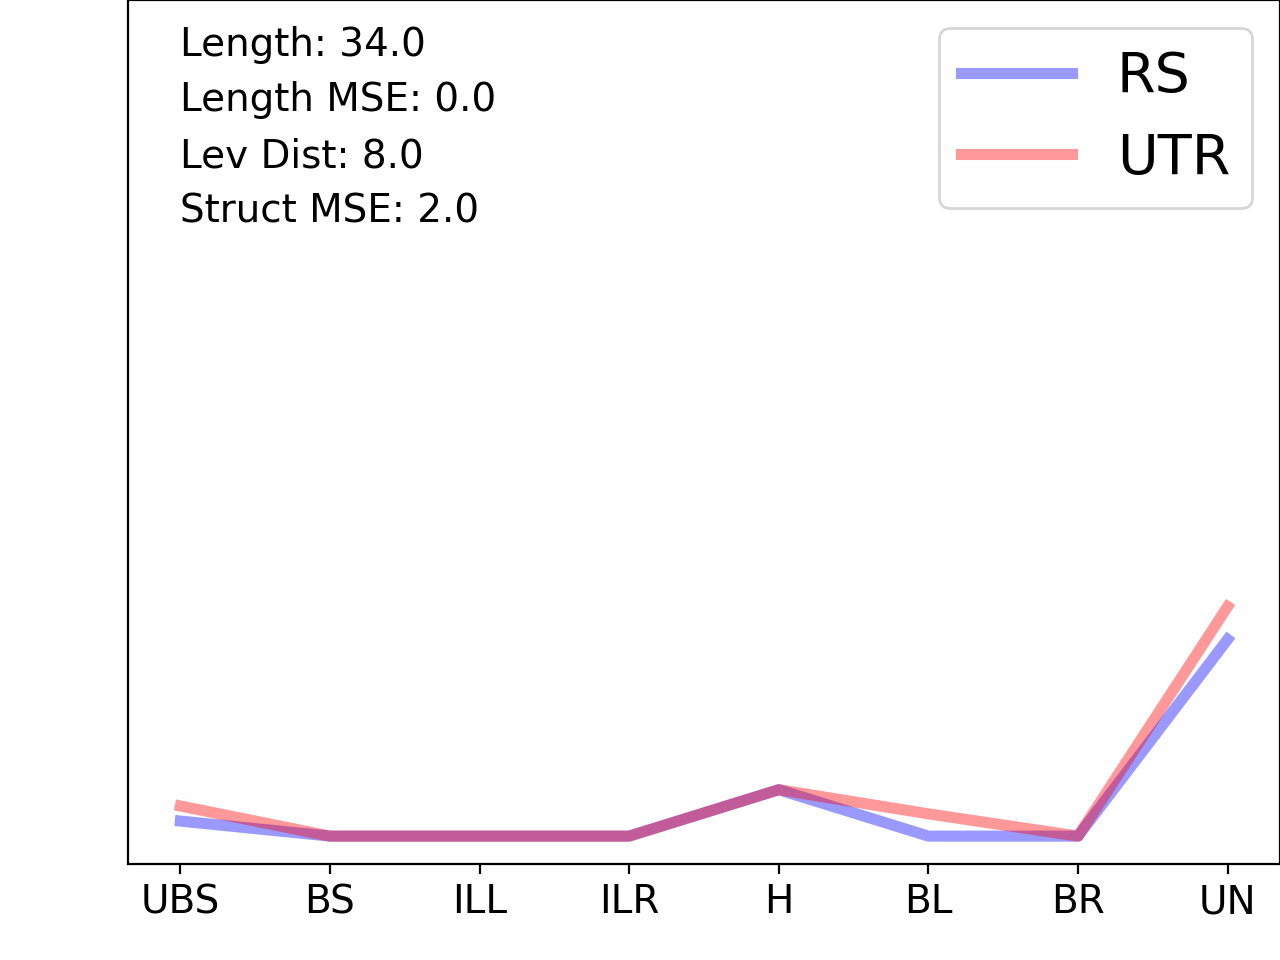 Length: 34.0
Length MSE: 0.0
Lev Dist: 8.0
Struct MSE: 2.0
RS
UTR
UBS BS ILL ILR H BL BR UN